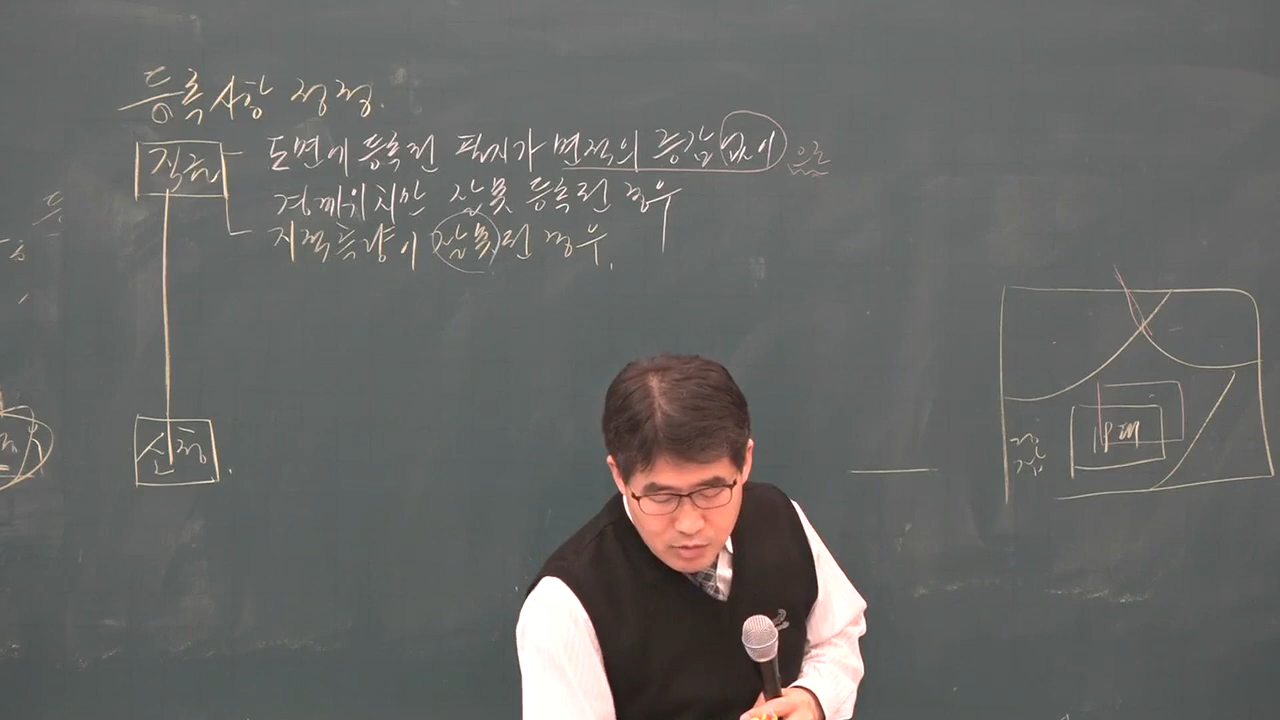 등록사항 정정.
직권
도면에 등록된 필지가 면적의 증감 없이
경계위치만 잘못 등록된 경우
지적측량이 잘못된 경우.
신청.